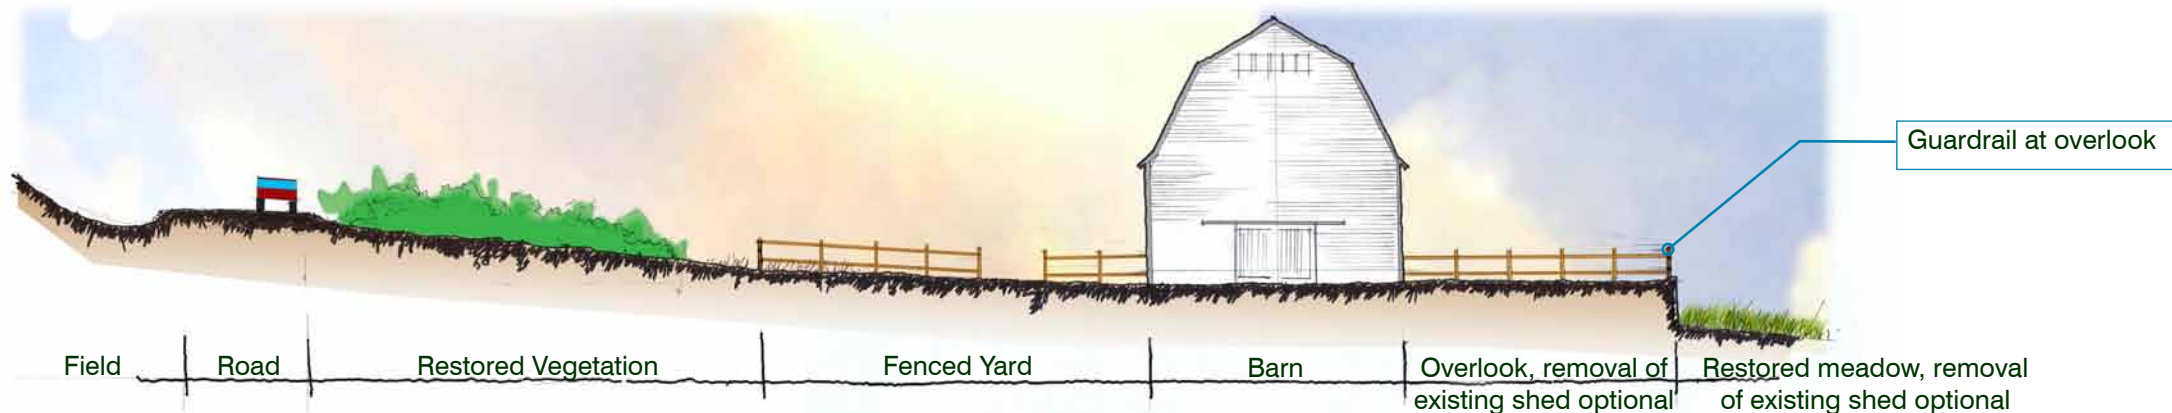 Guardrail at overlook
Field
Road
Restored Vegetation
Fenced Yard
Barn
Overlook, removal of
existing shed optional
Restored meadow, removal
of existing shed optional